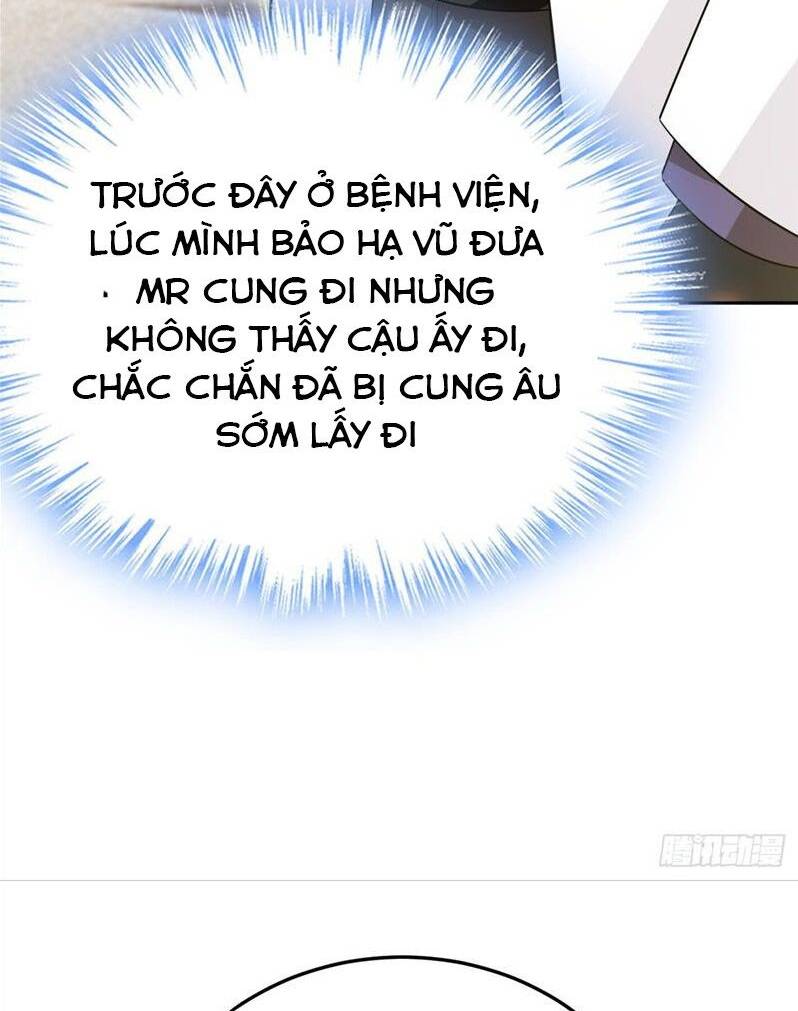 TRƯỚC ĐÂY Ở BỆNH VIỆN,
LÚC MÌNH BẢO HẠ VŨ ĐƯA
MR CUNG ĐI NHƯNG
KHÔNG THẤY CẬU ẤY ĐI,
CHẮC CHẮN ĐÃ BỊ CUNG ÂU
SỚM LẤY ĐI
腾讯动漫